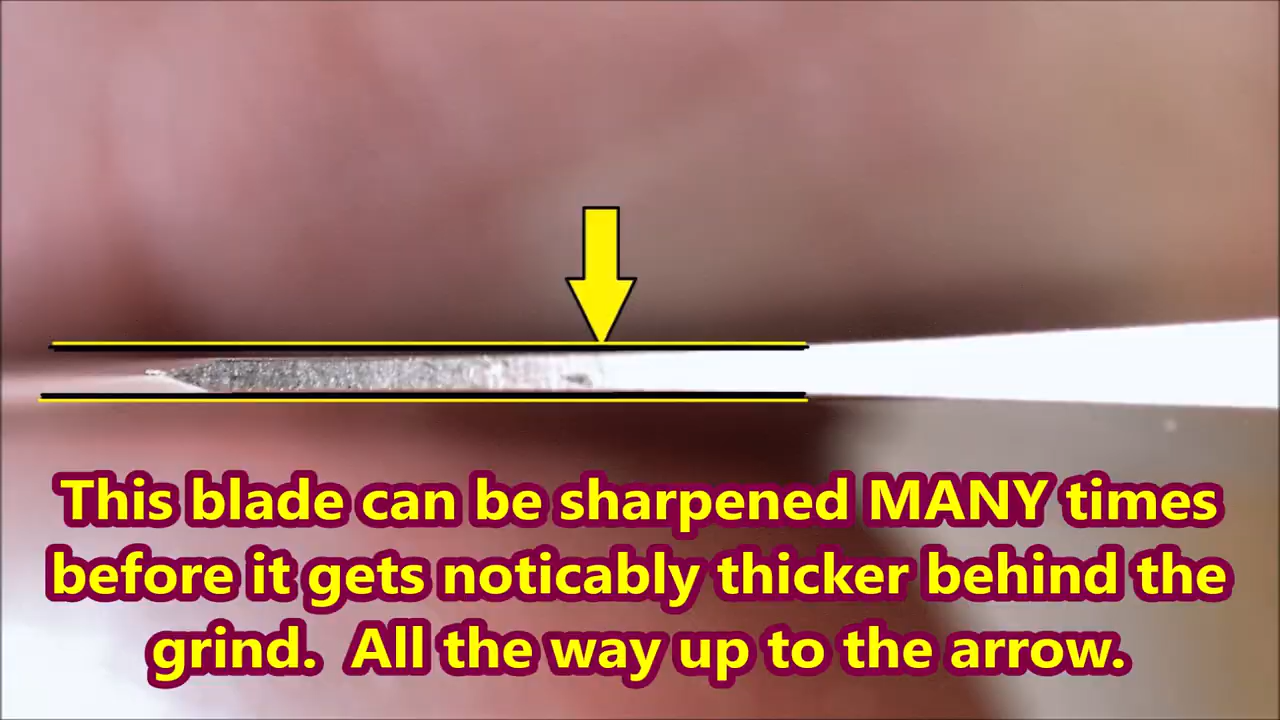 This blade can be sharpened MANY times
before it gets noticably thicker behind the
grind.  All the way up to the arrow.